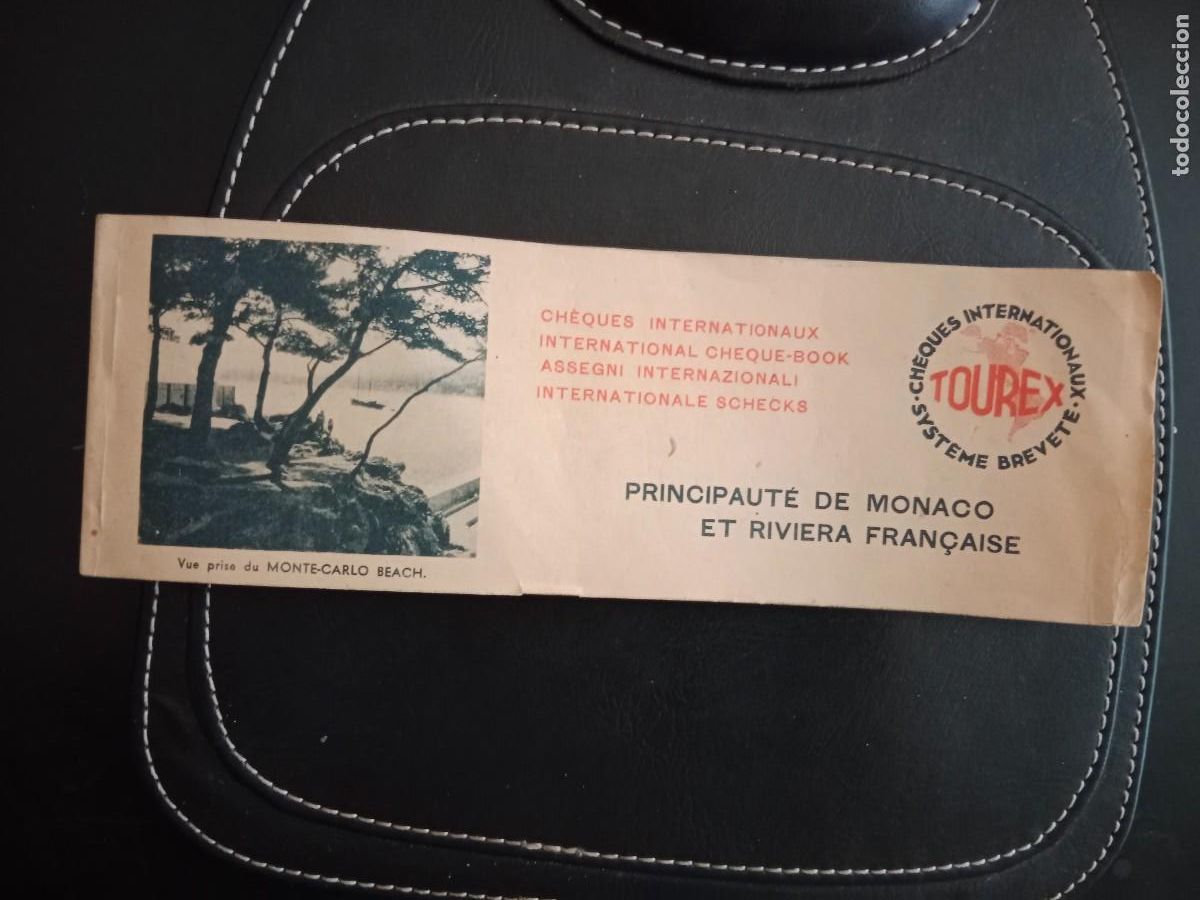 CHÈQUES INTERNATIONAUX
INTERNATIONAL CHEQUE-BOOK
ASSEGNI INTERNAZIONALI
INTERNATIONALE SCHECKS
• CHÈQUES INTERNATIONAUX •
TOUREX
SYSTÈME BREVETÉ
PRINCIPAUTÉ DE MONACO
ET RIVIERA FRANÇAISE
Vue prise du MONTE-CARLO BEACH.
todocoleccion